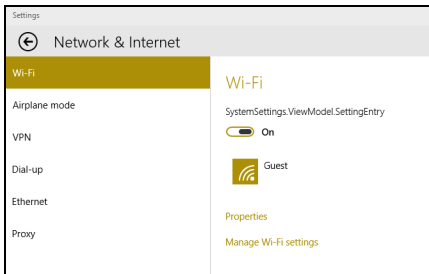 Settings
Network & Internet
Wi-Fi
Airplane mode
VPN
Dial-up
Ethernet
Proxy
Wi-Fi
SystemSettings.ViewModel.SettingEntry
On
Guest
Properties
Manage Wi-Fi settings